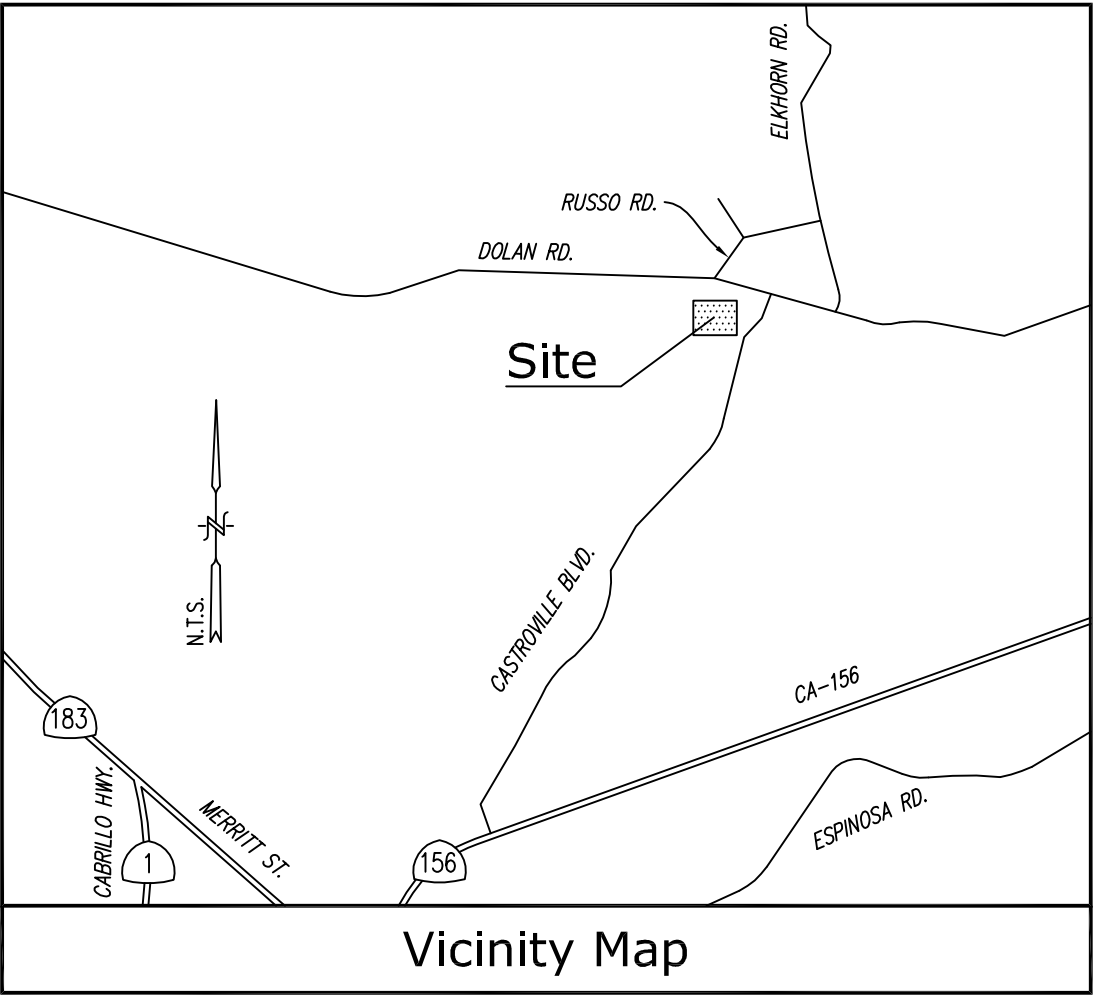 ELKHORN RD.
RUSSO RD.
DOLAN RD.
Site
N
N.T.S.
CASTROVILLE BLVD.
CA-156
183
CABRILLO HWY.
MERRITT ST.
1
156
ESPINOSA RD.
Vicinity Map